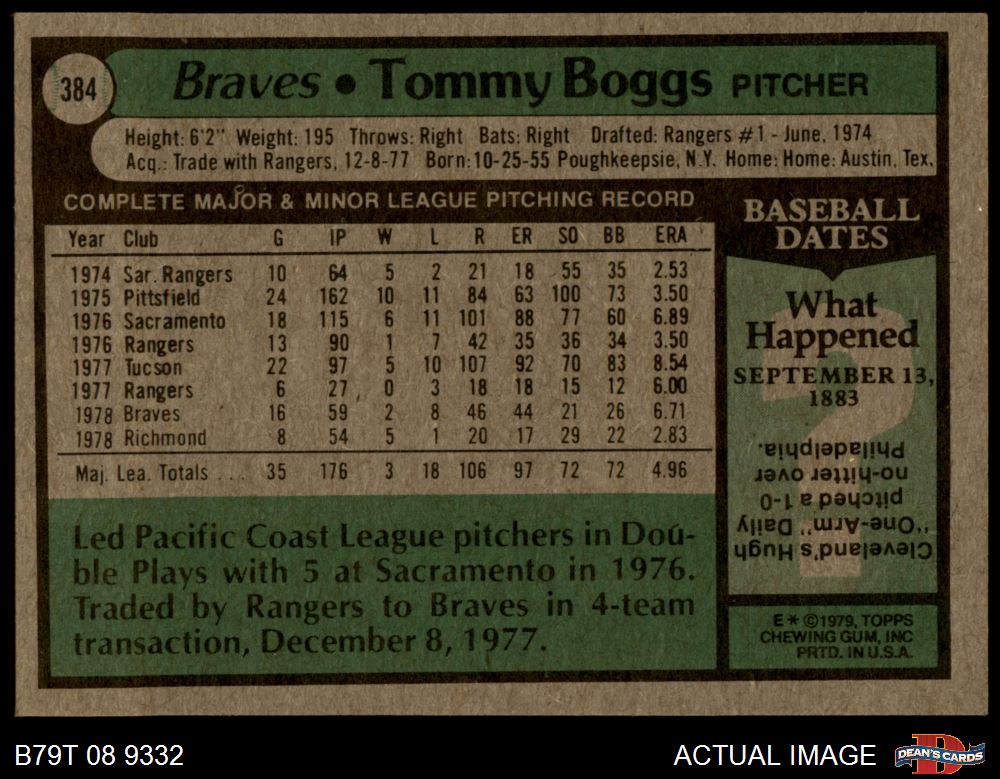 384
Braves • Tommy Boggs PITCHER
Height: 6'2" Weight: 195 Throws: Right Bats: Right Drafted: Rangers #1 - June, 1974
Acq.: Trade with Rangers, 12-8-77 Born: 10-25-55 Poughkeepsie, N.Y. Home: Home: Austin, Tex.
COMPLETE MAJOR & MINOR LEAGUE PITCHING RECORD
Year Club G IP W L R ER SO BB ERA
1974 Sar. Rangers 10 64 5 2 21 18 55 35 2.53
1975 Pittsfield 24 162 10 11 84 63 100 73 3.50
1976 Sacramento 18 115 6 11 101 88 77 60 6.89
1976 Rangers 13 90 1 7 42 35 36 34 3.50
1977 Tucson 22 97 5 10 107 92 70 83 8.54
1977 Rangers 6 27 0 3 18 18 15 12 6.00
1978 Braves 16 59 2 8 46 44 21 26 6.71
1978 Richmond 8 54 5 1 20 17 29 22 2.83
Maj. Lea. Totals . . . 35 176 3 18 106 97 72 72 4.96
Led Pacific Coast League pitchers in Dou-
ble Plays with 5 at Sacramento in 1976.
Traded by Rangers to Braves in 4-team
transaction, December 8, 1977.
BASEBALL
DATES
What
Happened
SEPTEMBER 13,
1883
Cleveland's Hugh
"One-Arm" Daily
pitched a 1-0
no-hitter over
Philadelphia.
E * ©1979, TOPPS
CHEWING GUM, INC
PRTD. IN U.S.A.
B79T 08 9332
ACTUAL IMAGE
DEAN'S CARDS